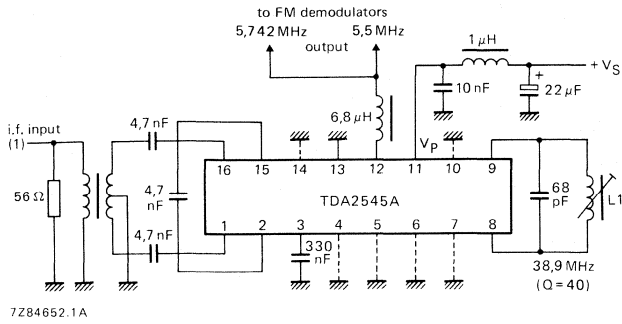 to FM demodulators
5,742 MHz 5,5 MHz
output
1 μH
+ VS
+
10 nF
22 μF
6,8 μH
VP
4,7 nF
i.f. input
(1)
56 Ω
4,7
nF
4,7 nF
16 15 14 13 12 11 10 9
TDA2545A
1 2 3 4 5 6 7 8
330
nF
68
pF
L1
38,9 MHz
(Q = 40)
7Z84652.1A